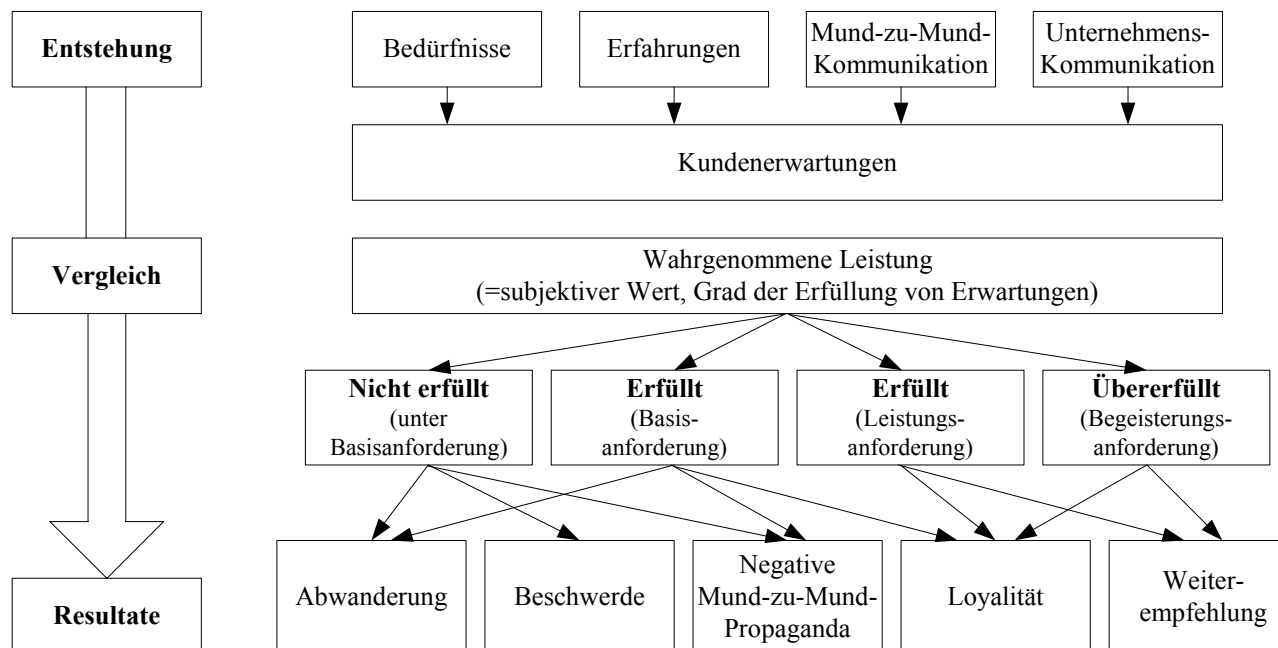 Entstehung
Bedürfnisse
Erfahrungen
Mund-zu-Mund-
Kommunikation
Unternehmens-
Kommunikation
Kundenerwartungen
Vergleich
Wahrgenommene Leistung
(=subjektiver Wert, Grad der Erfüllung von Erwartungen)
Nicht erfüllt
(unter
Basisanforderung)
Erfüllt
(Basis-
anforderung)
Erfüllt
(Leistungs-
anforderung)
Übererfüllt
(Begeisterungs-
anforderung)
Resultate
Abwanderung
Beschwerde
Negative
Mund-zu-Mund-
Propaganda
Loyalität
Weiter-
empfehlung